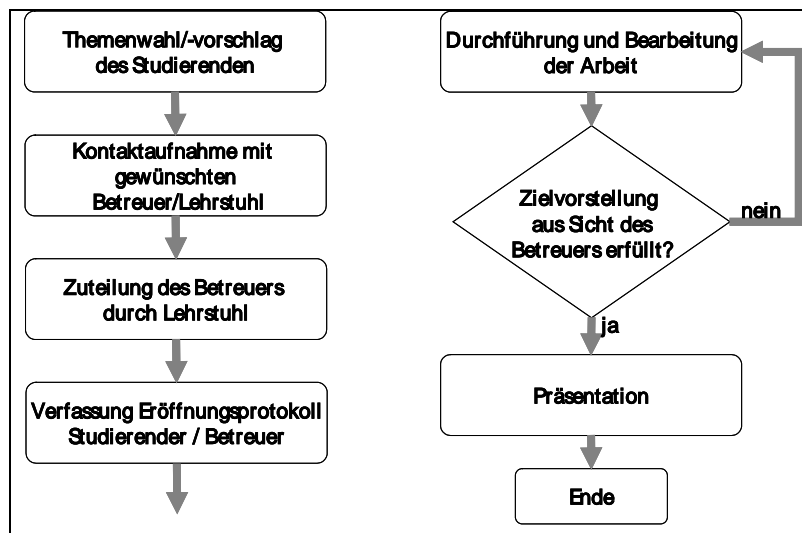 Themenwahl/-vorschlag
des Studierenden
Kontaktaufnahme mit
gewünschten
Betreuer/Lehrstuhl
Zuteilung des Betreuers
durch Lehrstuhl
Verfassung Eröffnungsprotokoll
Studierender / Betreuer
Durchführung und Bearbeitung
der Arbeit
Zielvorstellung
aus Sicht des
Betreuers erfüllt?
nein
ja
Präsentation
Ende